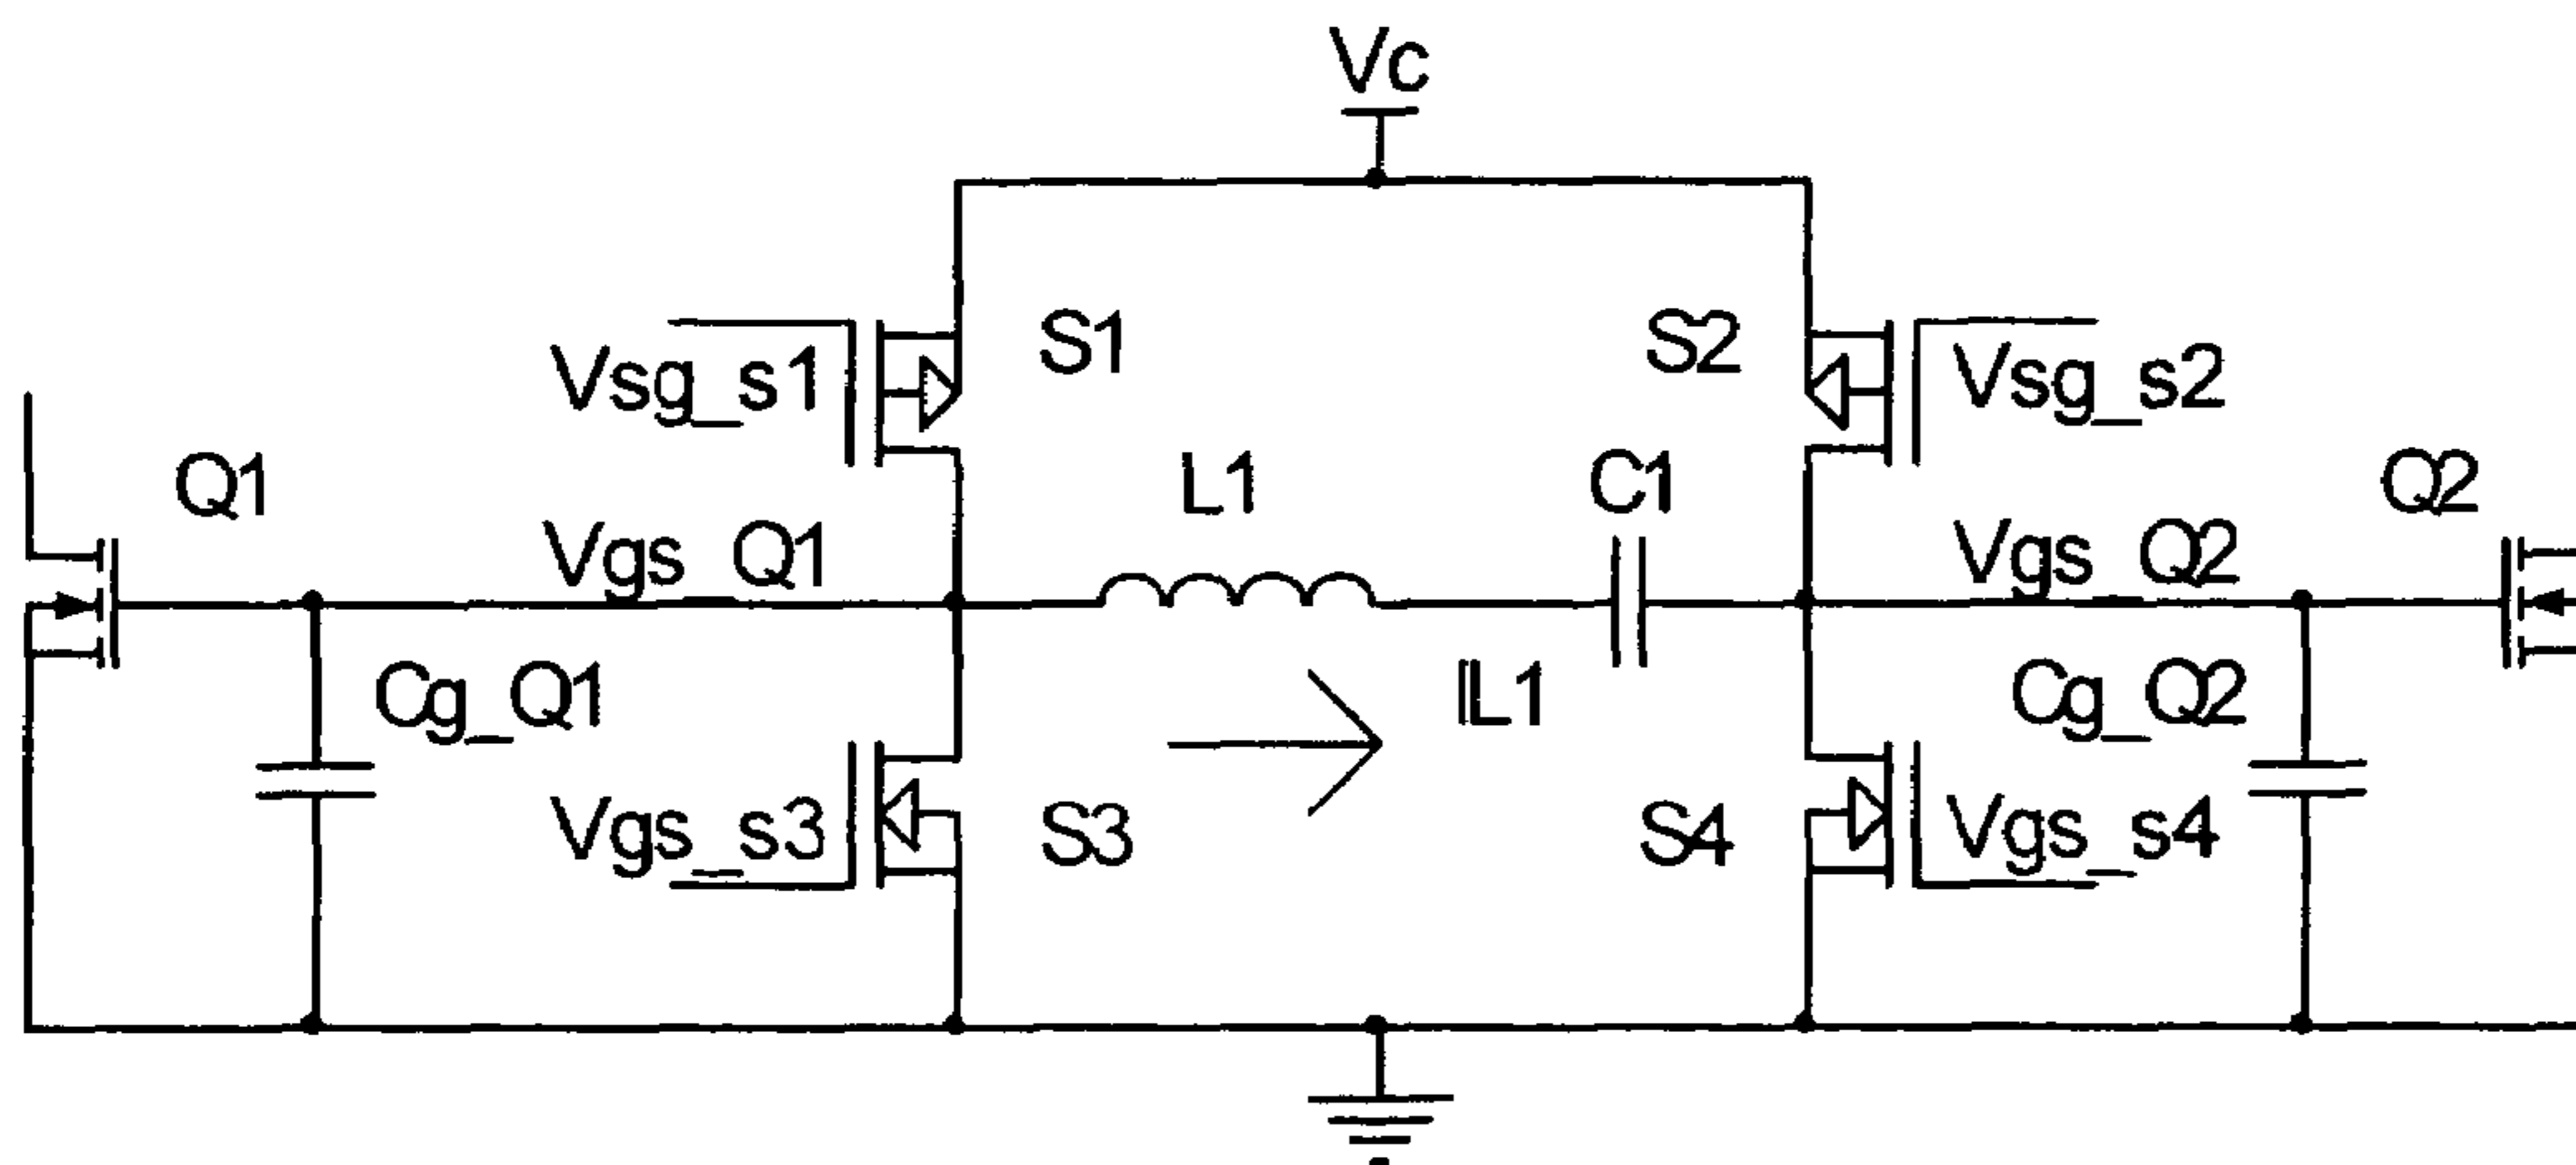 Vc
S1
S2
Vsg_s1
Vsg_s2
Q1
L1
C1
Q2
Vgs_Q1
Vgs_Q2
Cg_Q1
IL1
Cg_Q2
Vgs_s3
S3
S4
Vgs_s4